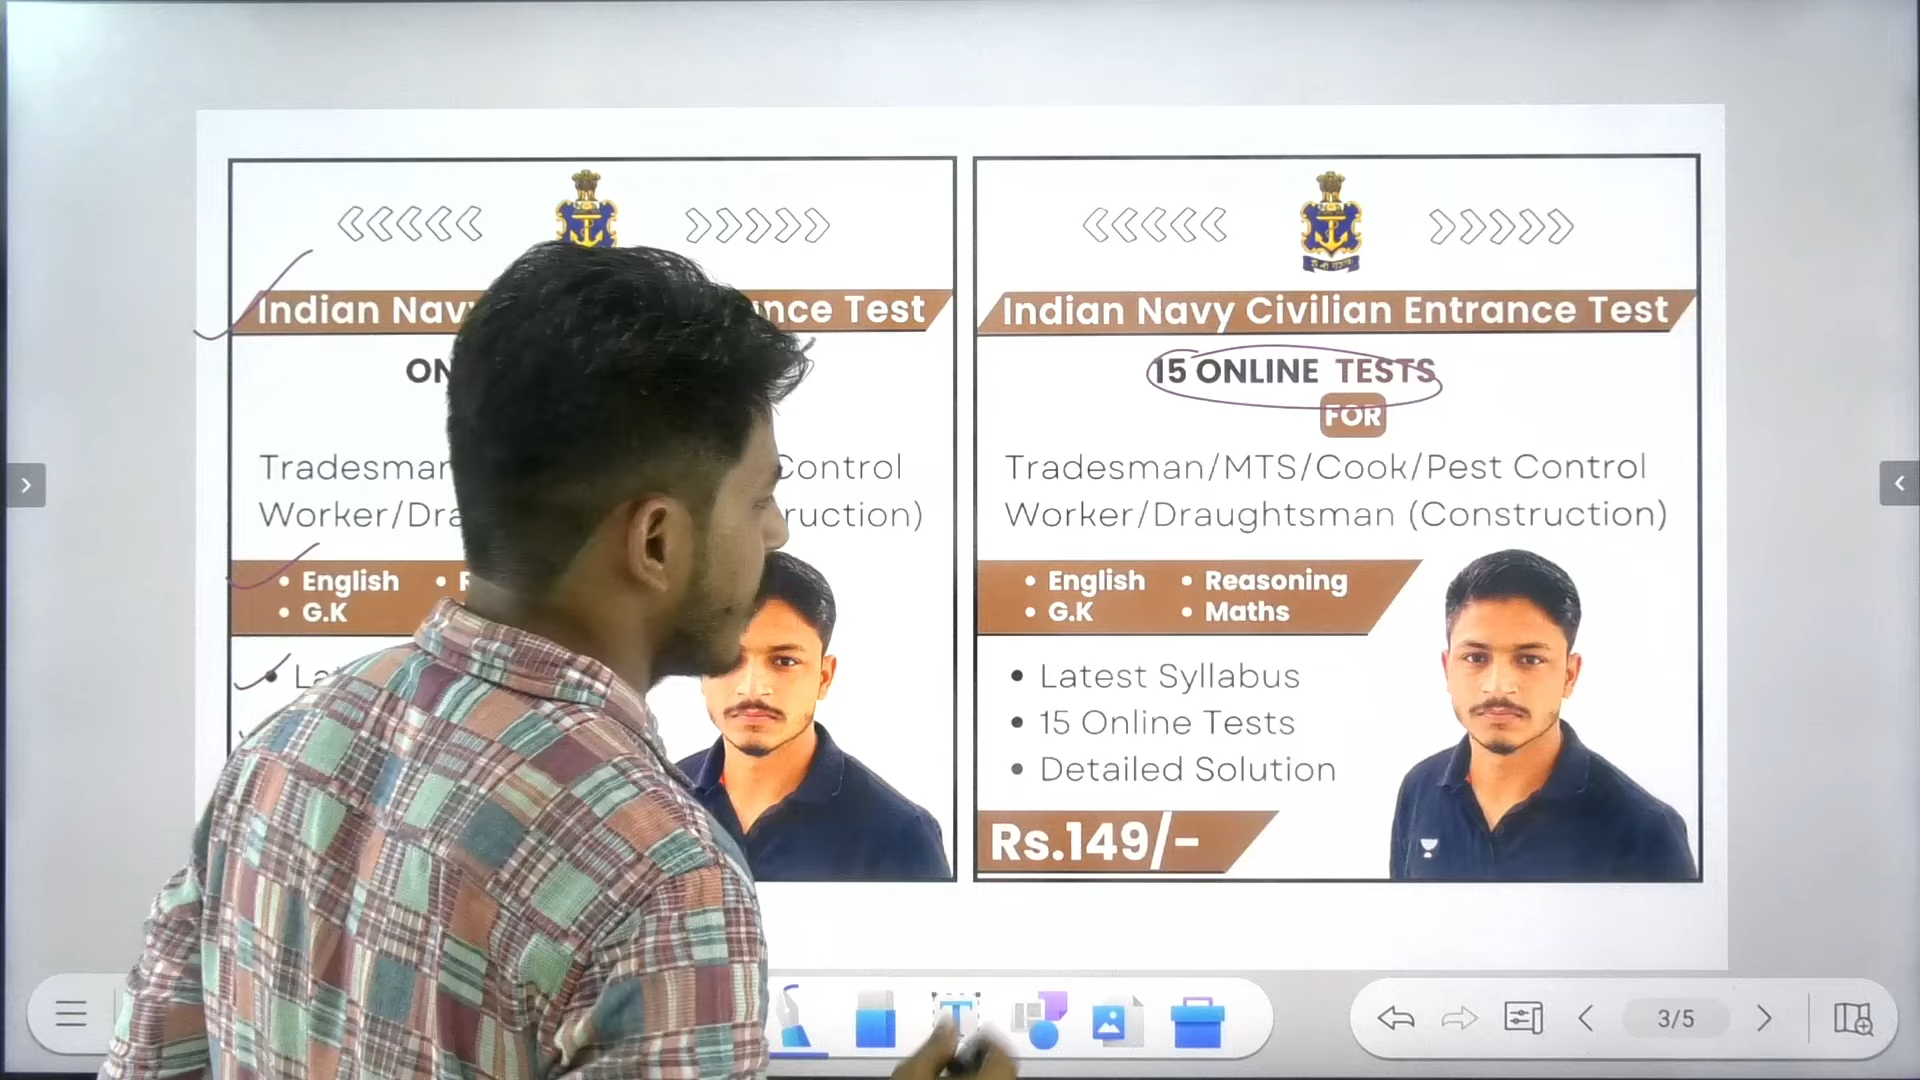 Indian Nav
nce Test
ON
Tradesman
Control
Worker/Dra
ruction)
English
G.K
La
Indian Navy Civilian Entrance Test
15 ONLINE TESTS
FOR
Tradesman/MTS/Cook/Pest Control
Worker/Draughtsman (Construction)
English
Reasoning
G.K
Maths
Latest Syllabus
15 Online Tests
Detailed Solution
Rs.149/-
3/5